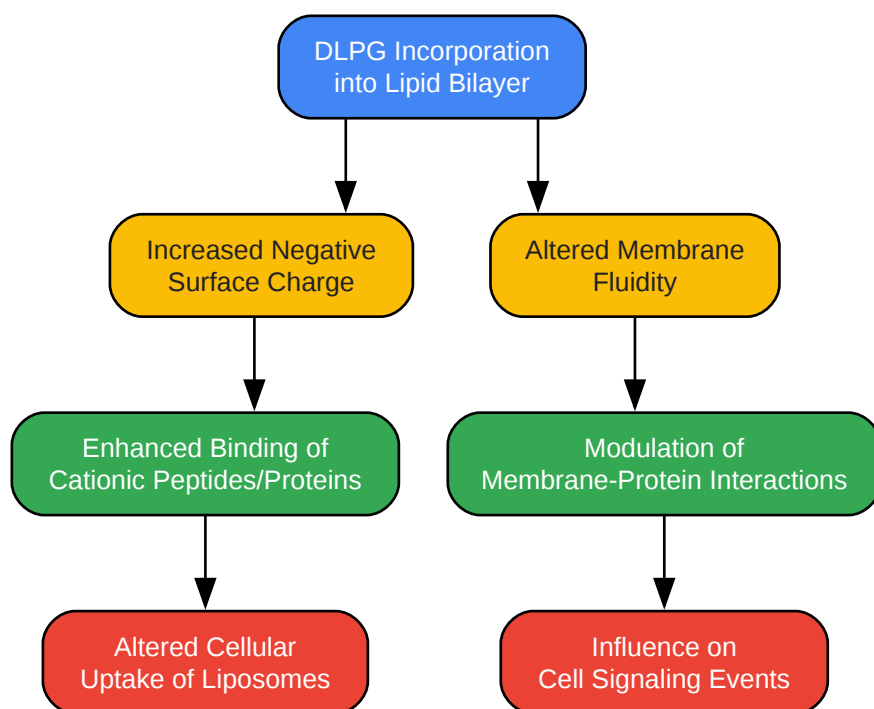 DLPG Incorporation
into Lipid Bilayer
Increased Negative
Surface Charge
Altered Membrane
Fluidity
Enhanced Binding of
Cationic Peptides/Proteins
Modulation of
Membrane-Protein Interactions
Altered Cellular
Uptake of Liposomes
Influence on
Cell Signaling Events